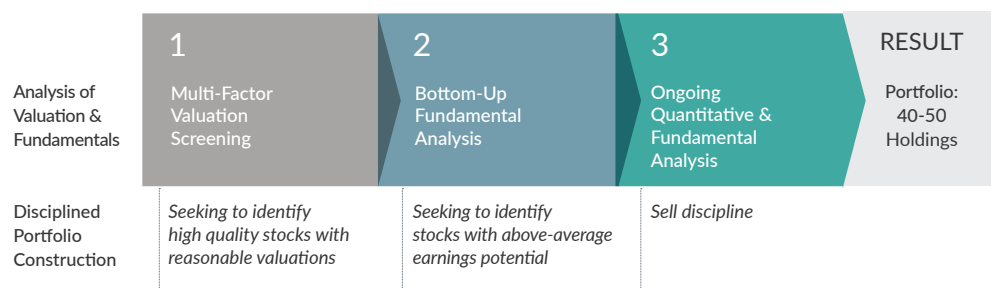 Analysis of
Valuation &
Fundamentals
1
Multi-Factor
Valuation
Screening
2
Bottom-Up
Fundamental
Analysis
3
Ongoing
Quantitative &
Fundamental
Analysis
RESULT
Portfolio:
40-50
Holdings
Disciplined
Portfolio
Construction
Seeking to identify
high quality stocks with
reasonable valuations
Seeking to identify
stocks with above-average
earnings potential
Sell discipline